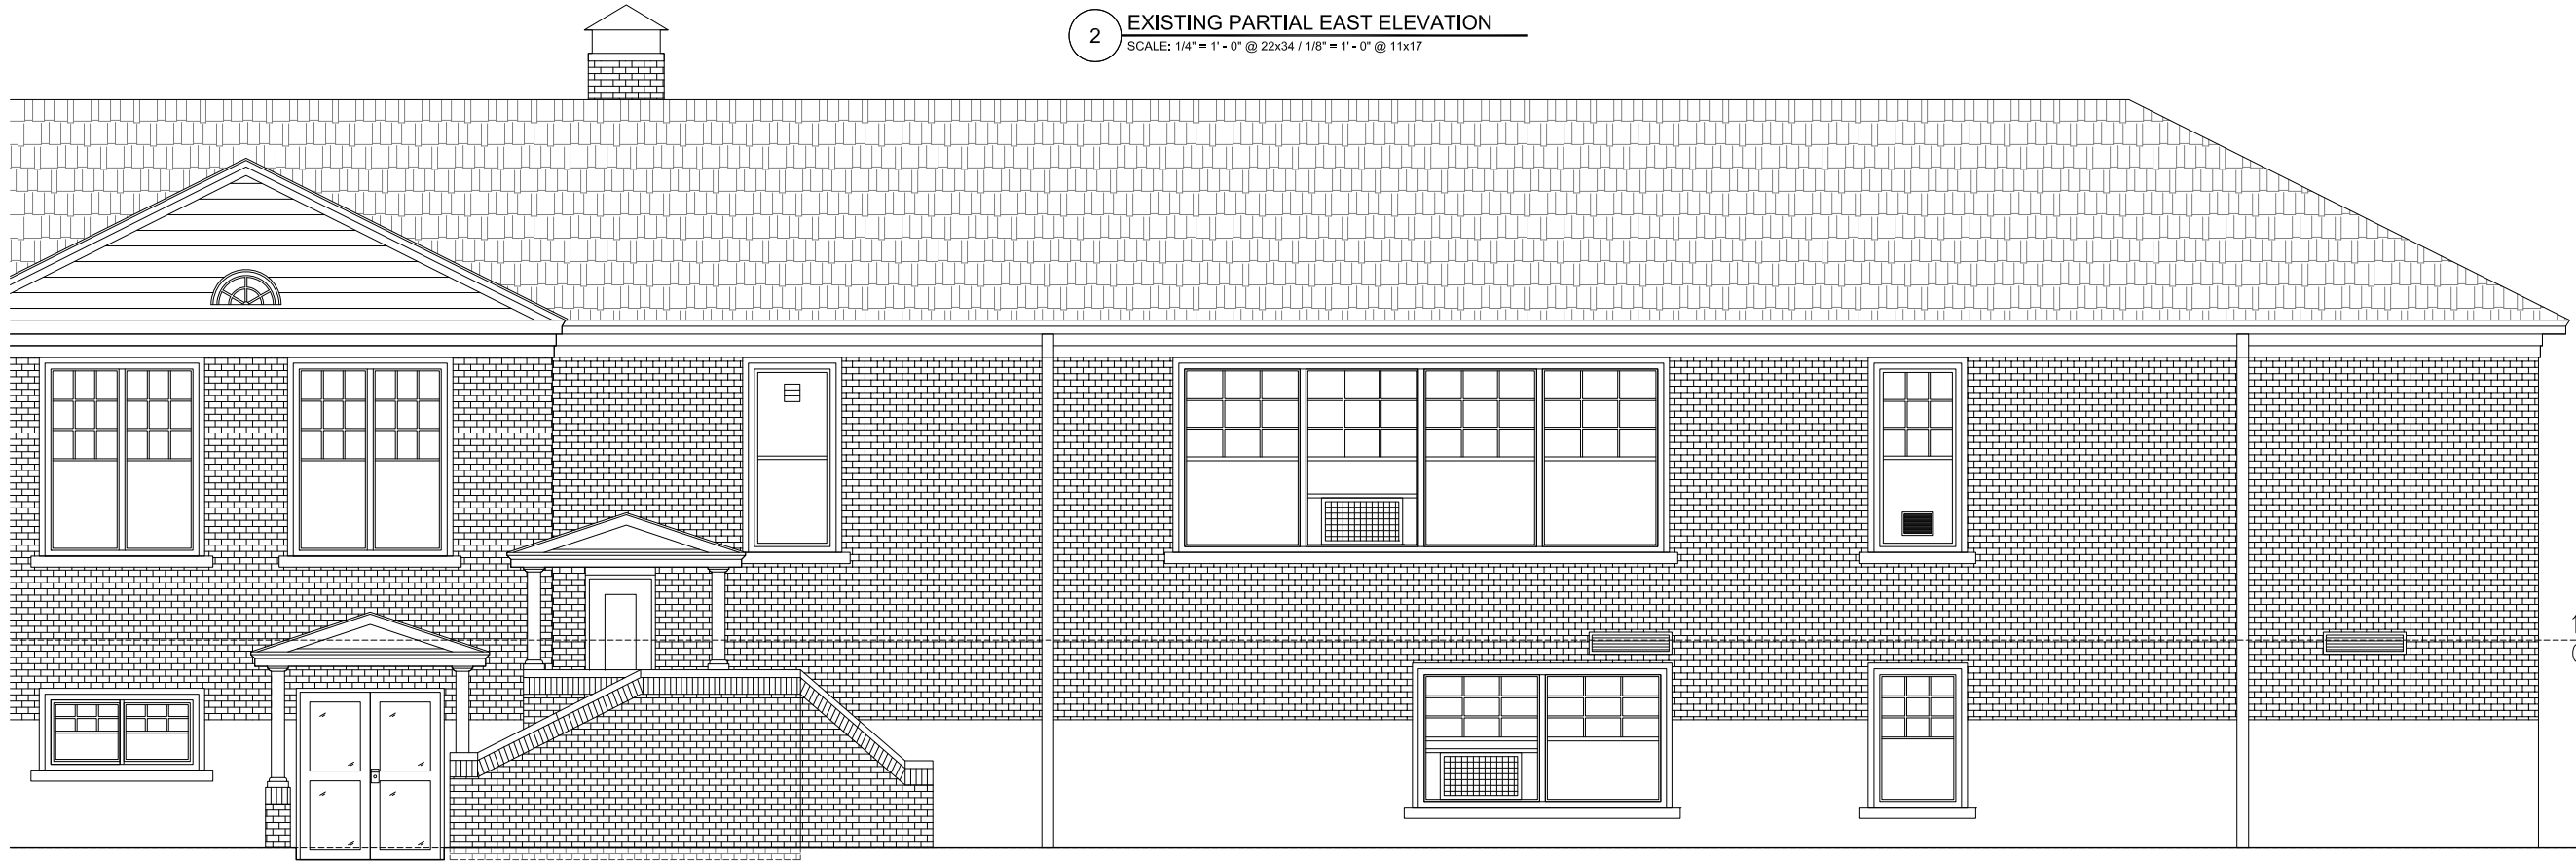 2
EXISTING PARTIAL EAST ELEVATION
SCALE: 1/4" = 1' - 0" @ 22x34 / 1/8" = 1' - 0" @ 11x17